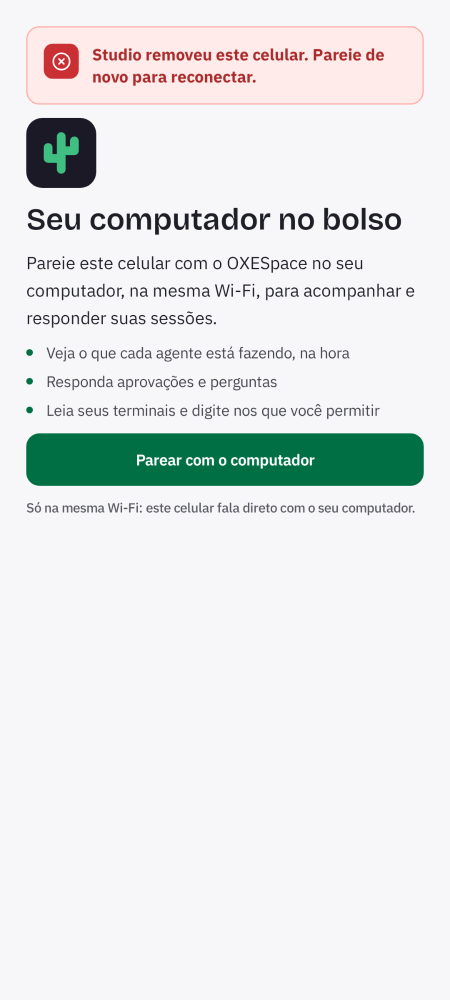 Studio removeu este celular. Pareie de
novo para reconectar.
Seu computador no bolso
Pareie este celular com o OXESpace no seu
computador, na mesma Wi-Fi, para acompanhar e
responder suas sessões.
Veja o que cada agente está fazendo, na hora
Responda aprovações e perguntas
Leia seus terminais e digite nos que você permitir
Parear com o computador
Só na mesma Wi-Fi: este celular fala direto com o seu computador.